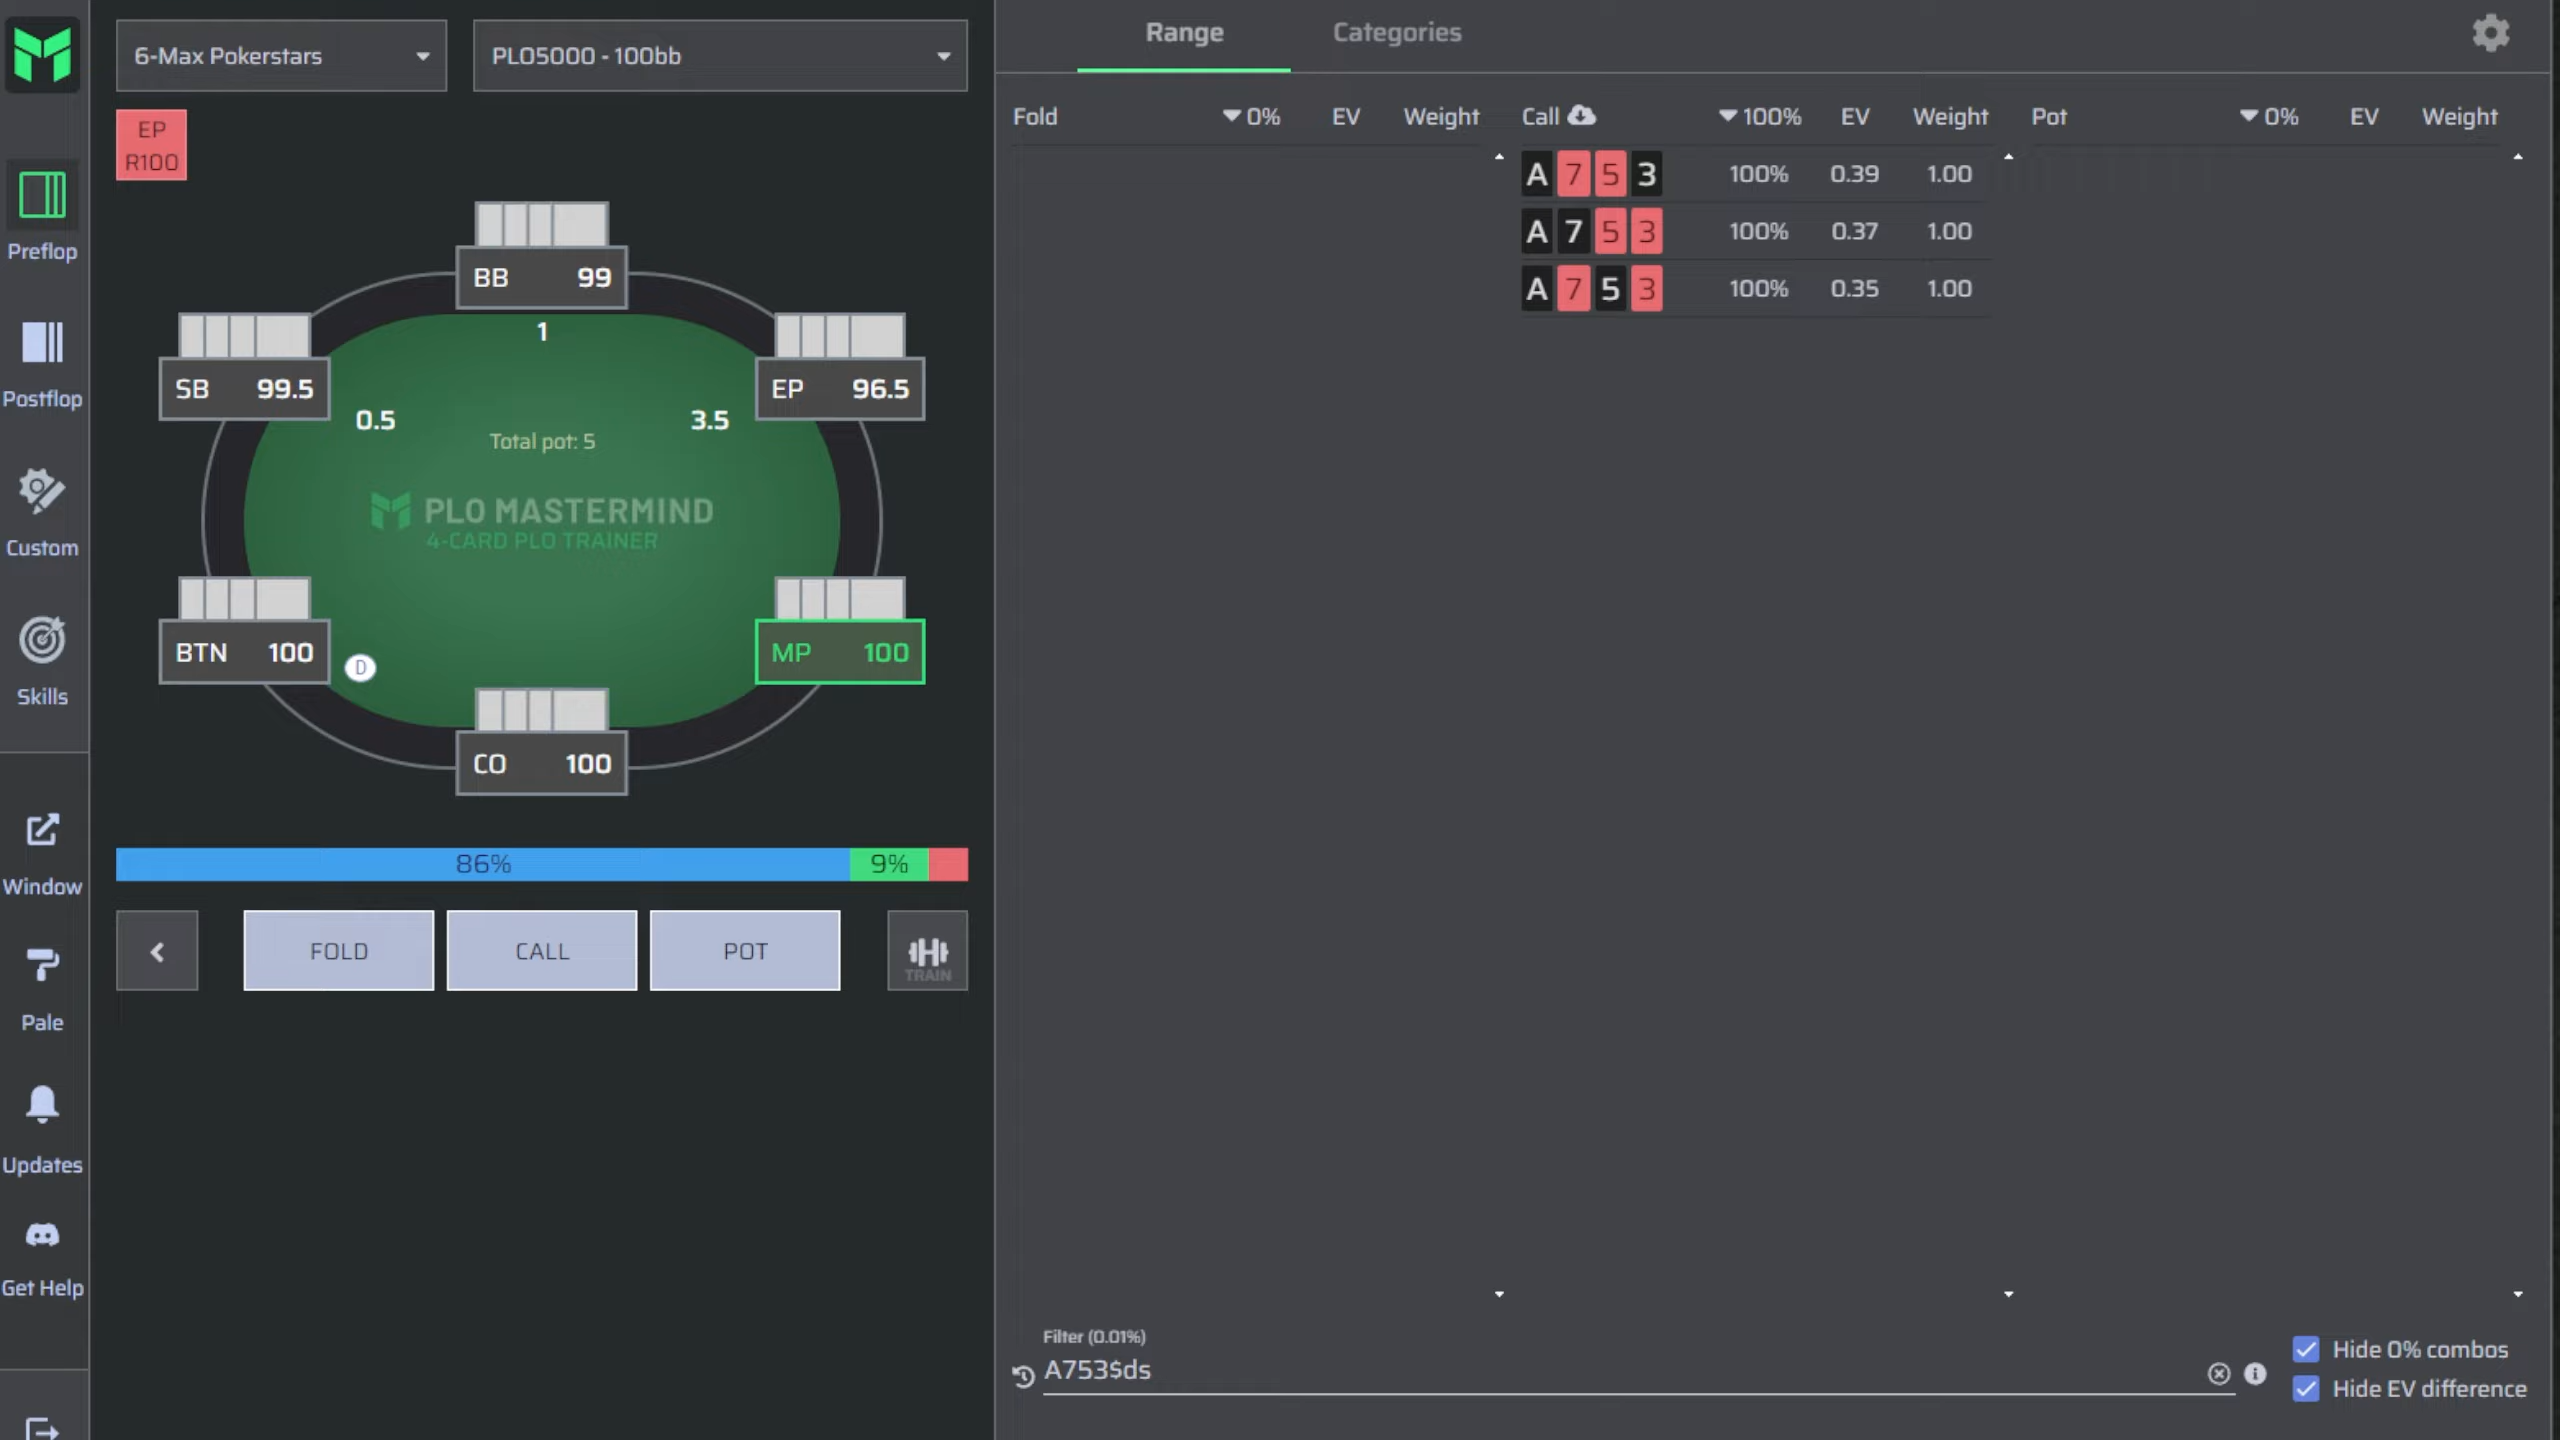 6-Max Pokerstars
PLO5000 - 100bb
EP
R100
Preflop
Postflop
Custom
Skills
Window
Pale
Updates
Get Help
BB 99
1
SB 99.5
0.5
EP 96.5
3.5
Total pot: 5
PLO MASTERMIND
4-CARD PLO TRAINER
BTN 100
D
MP 100
CO 100
86% 9%
FOLD CALL POT
TRAIN
Range Categories
Fold 0% EV Weight Call 100% EV Weight Pot 0% EV Weight
A 7 5 3 100% 0.39 1.00
A 7 5 3 100% 0.37 1.00
A 7 5 3 100% 0.35 1.00
Filter (0.01%)
A753$ds
Hide 0% combos
Hide EV difference